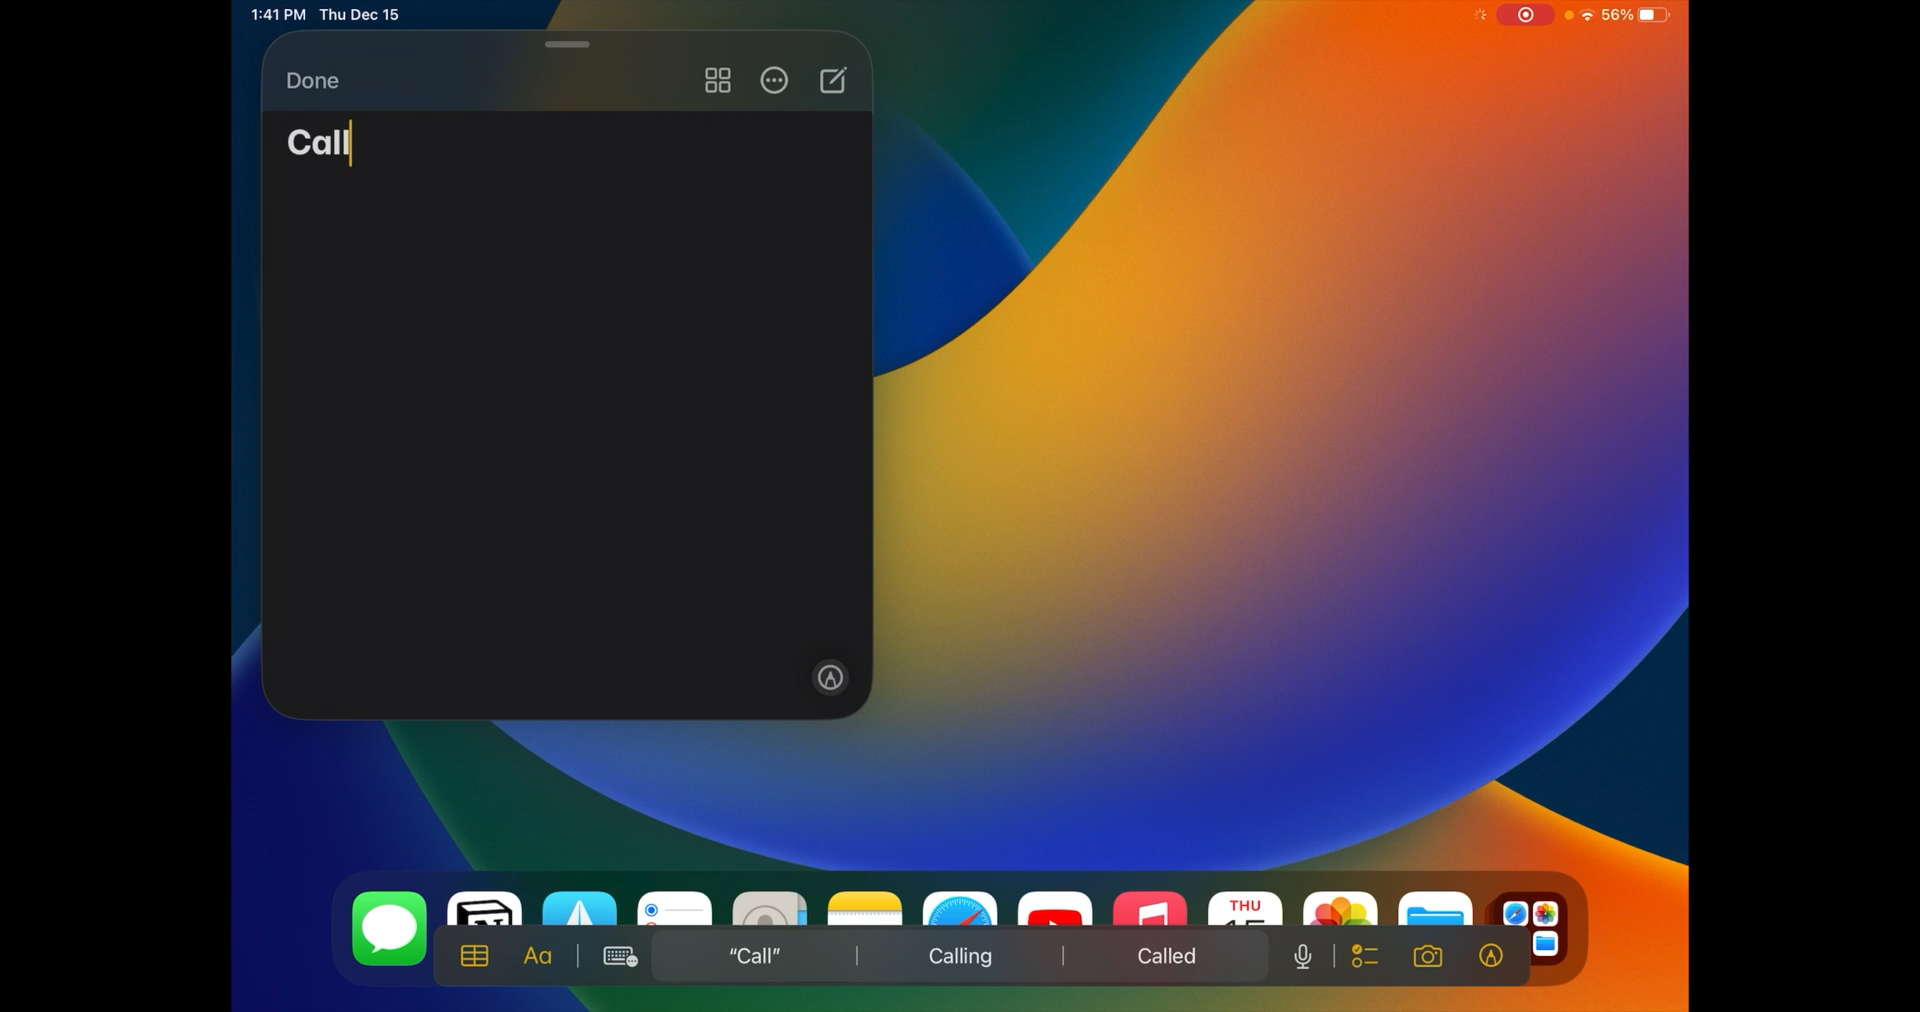 1:41 PM Thu Dec 15
56%
Done
Call
THU
Aa
“Call” Calling Called